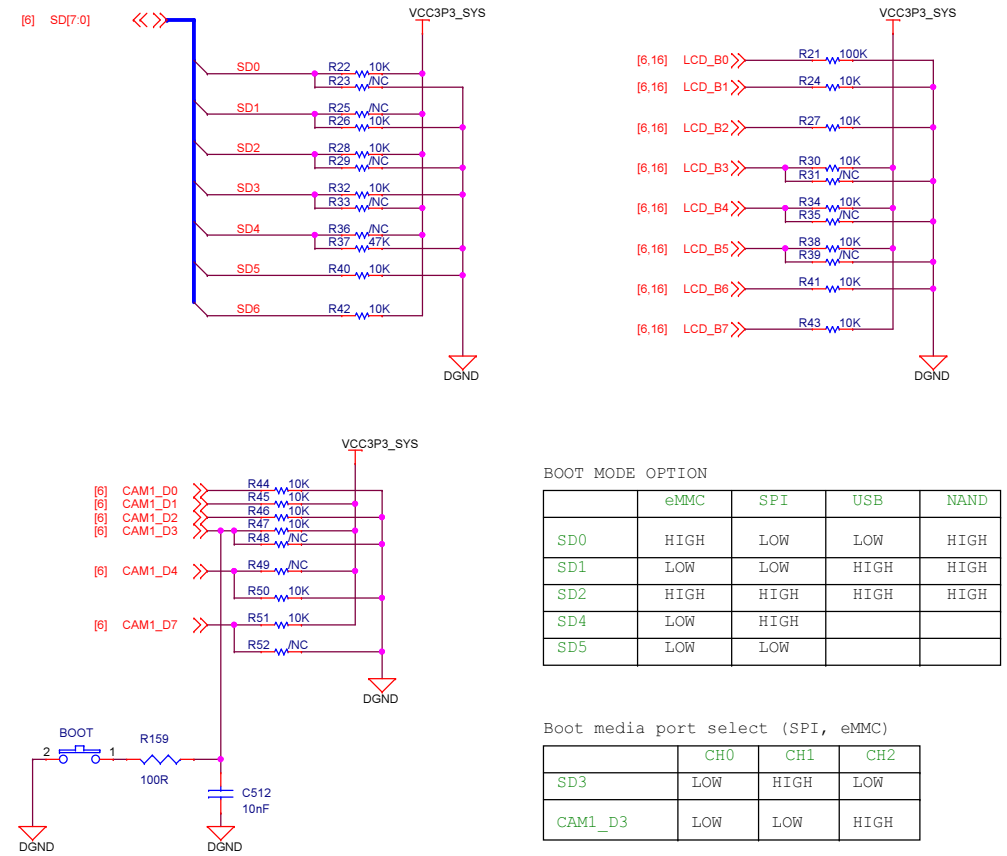 [6] SD[7:0]
VCC3P3_SYS
SD0 R22 10K
R23 /NC
SD1 R25 /NC
R26 10K
SD2 R28 10K
R29 /NC
SD3 R32 10K
R33 /NC
SD4 R36 /NC
R37 47K
SD5 R40 10K
SD6 R42 10K
DGND
VCC3P3_SYS
[6,16] LCD_B0 R21 100K
[6,16] LCD_B1 R24 10K
[6,16] LCD_B2 R27 10K
[6,16] LCD_B3 R30 10K
R31 /NC
[6,16] LCD_B4 R34 10K
R35 /NC
[6,16] LCD_B5 R38 10K
R39 /NC
[6,16] LCD_B6 R41 10K
[6,16] LCD_B7 R43 10K
DGND
VCC3P3_SYS
[6] CAM1_D0 R44 10K
[6] CAM1_D1 R45 10K
[6] CAM1_D2 R46 10K
[6] CAM1_D3 R47 10K
R48 /NC
[6] CAM1_D4 R49 /NC
R50 10K
[6] CAM1_D7 R51 10K
R52 /NC
DGND
BOOT
2 1
R159
100R
C512
10nF
DGND
DGND
BOOT MODE OPTION
eMMC SPI USB NAND
SD0 HIGH LOW LOW HIGH
SD1 LOW LOW HIGH HIGH
SD2 HIGH HIGH HIGH HIGH
SD4 LOW HIGH
SD5 LOW LOW
Boot media port select (SPI, eMMC)
CH0 CH1 CH2
SD3 LOW HIGH LOW
CAM1_D3 LOW LOW HIGH